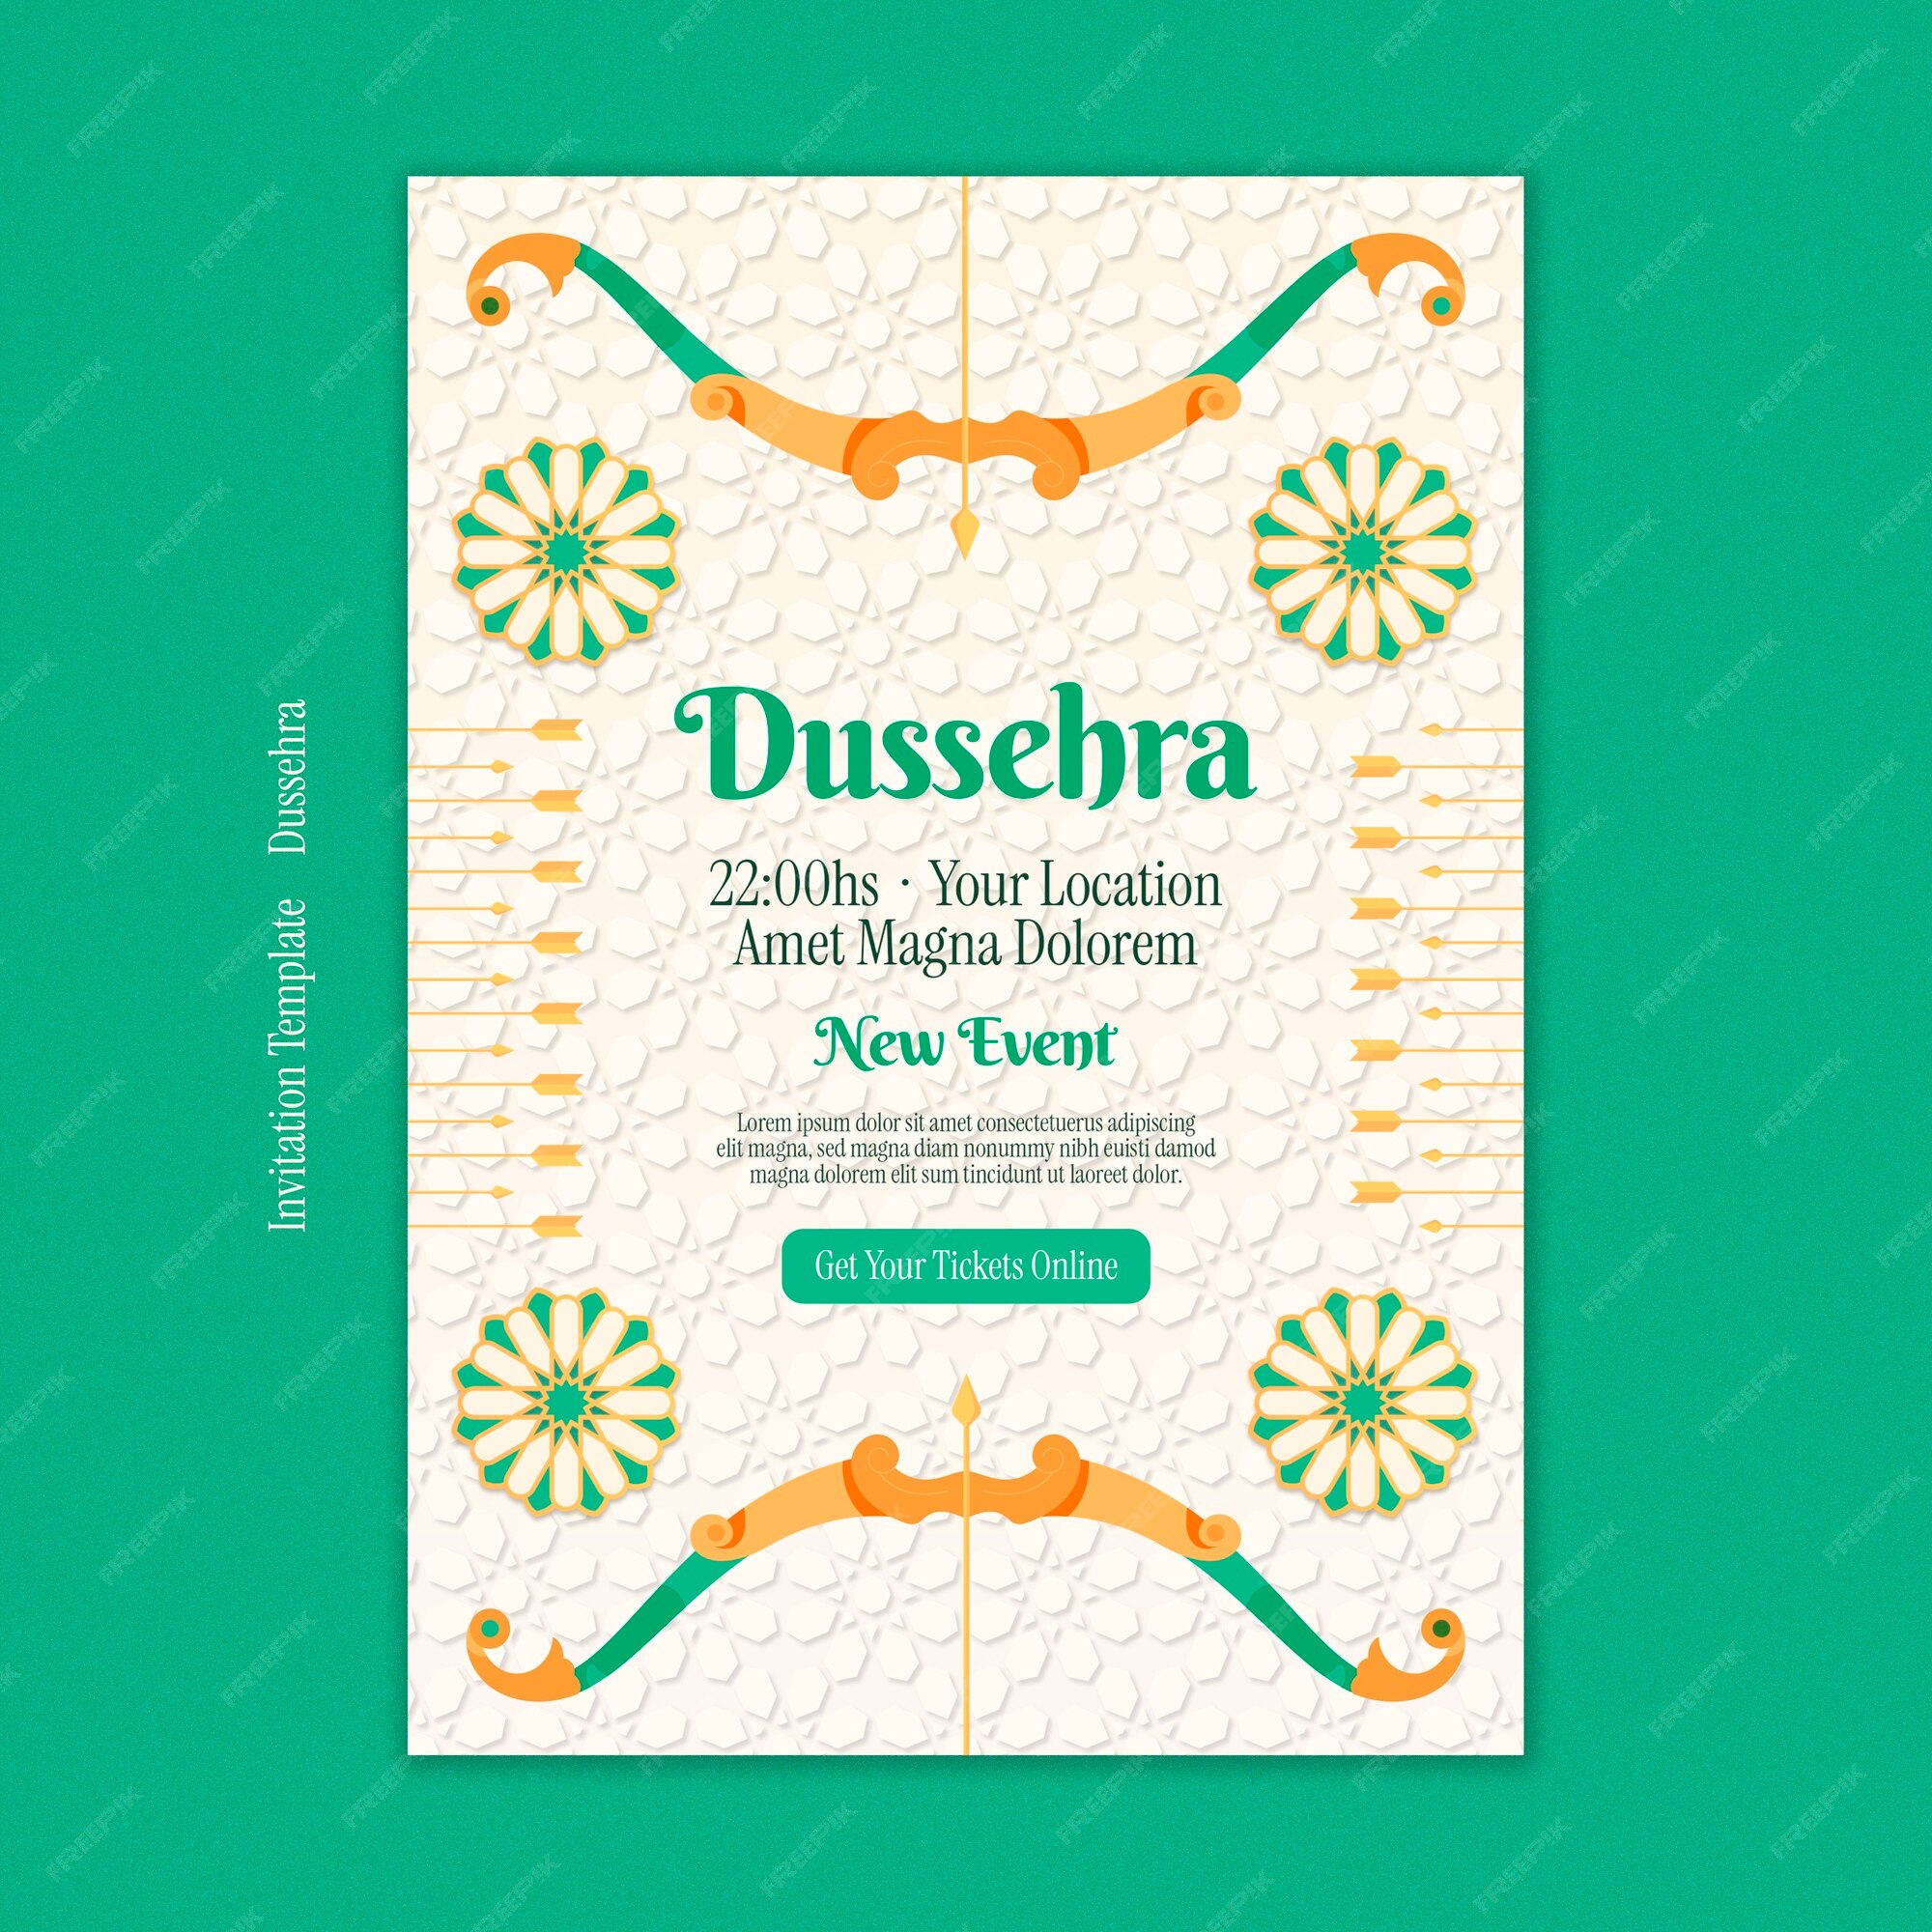 Invitation Template Dussehra
Dussehra
22:00hs · Your Location
Amet Magna Dolorem
New Event
Lorem ipsum dolor sit amet consectetuerus adipiscing
elit magna, sed magna diam nonummy nibh euisti damod
magna dolorem elit sum tincidunt ut laoreet dolor.
Get Your Tickets Online
FREEPIK